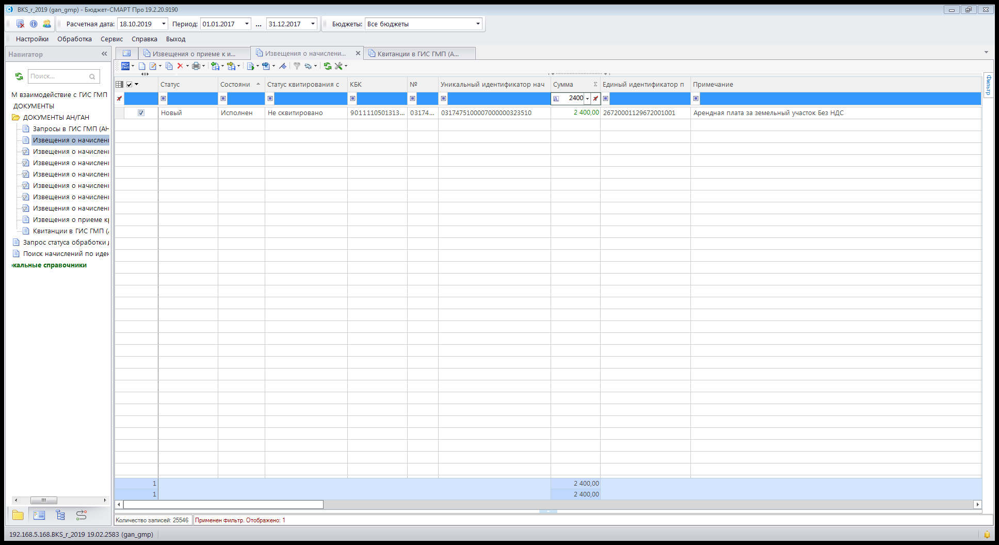 BKS_r_2019 (gan_gmp) - Бюджет-СМАРТ Про 19.2.20.9190
Расчетная дата: 18.10.2019 Период: 01.01.2017 ... 31.12.2017 Бюджеты: Все бюджеты
Настройки Обработка Сервис Справка Выход
Навигатор
Извещения о приеме к и... Извещения о начислени... Квитанции в ГИС ГМП (А...
Поиск...
М взаимодействие с ГИС ГМП
ДОКУМЕНТЫ
ДОКУМЕНТЫ АН/ГАН
Запросы в ГИС ГМП (АН
Извещения о начислени
Извещения о начислени
Извещения о начислени
Извещения о начислени
Извещения о начислени
Извещения о начислени
Извещения о начислени
Извещения о приеме к
Квитанции в ГИС ГМП (
Запрос статуса обработки
Поиск начислений по иден
кальные справочники
Статус Состояни Статус квитирования с КБК № Уникальный идентификатор нач Сумма Σ Единый идентификатор п Примечание
2400
Новый Исполнен Не сквитировано 9011110501313... 03174... 0317475100007000000323510 2 400,00 26720001129672001001 Арендная плата за земельный участок Без НДС
1 2 400,00
1 2 400,00
Фильтр
Количество записей: 25546 Применен фильтр. Отображено: 1
192.168.5.168.BKS_r_2019 19.02.2583 (gan_gmp)